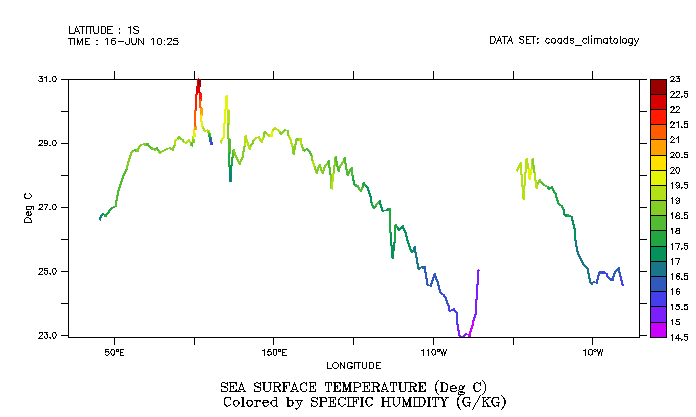 LATITUDE : 1S
TIME : 16-JUN 10:25
DATA SET: coads_climatology
31.0
29.0
27.0
25.0
23.0
Deg C
50°E
150°E
110°W
10°W
LONGITUDE
23
22.5
22
21.5
21
20.5
20
19.5
19
18.5
18
17.5
17
16.5
16
15.5
15
14.5
SEA SURFACE TEMPERATURE (Deg C)
Colored by SPECIFIC HUMIDITY (G/KG)